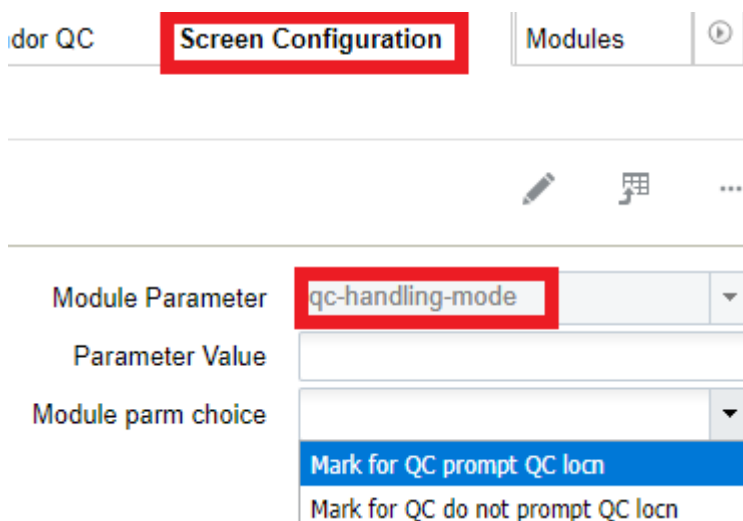 dor QC Screen Configuration Modules
...
Module Parameter qc-handling-mode
Parameter Value
Module parm choice
Mark for QC prompt QC locn
Mark for QC do not prompt QC locn